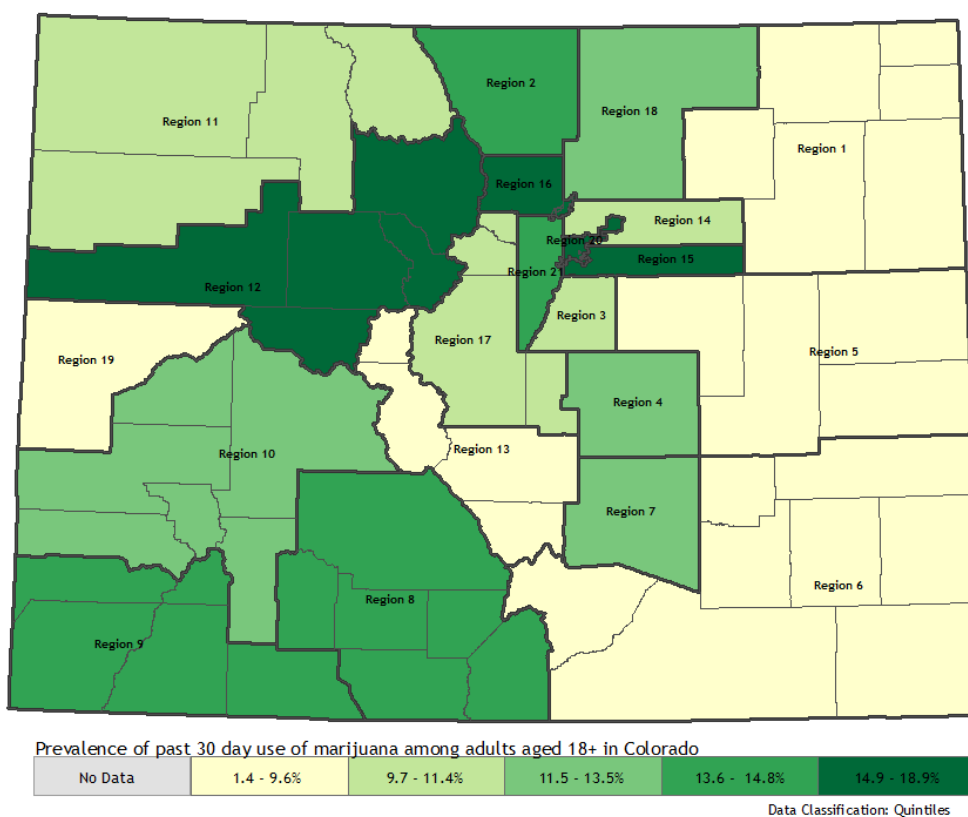 Region 2
Region 18
Region 11
Region 1
Region 16
Region 14
Region 20
Region 15
Region 21
Region 12
Region 3
Region 17
Region 5
Region 19
Region 4
Region 13
Region 10
Region 7
Region 6
Region 8
Region 9
Prevalence of past 30 day use of marijuana among adults aged 18+ in Colorado
No Data 1.4 - 9.6% 9.7 - 11.4% 11.5 - 13.5% 13.6 - 14.8% 14.9 - 18.9%
Data Classification: Quintiles